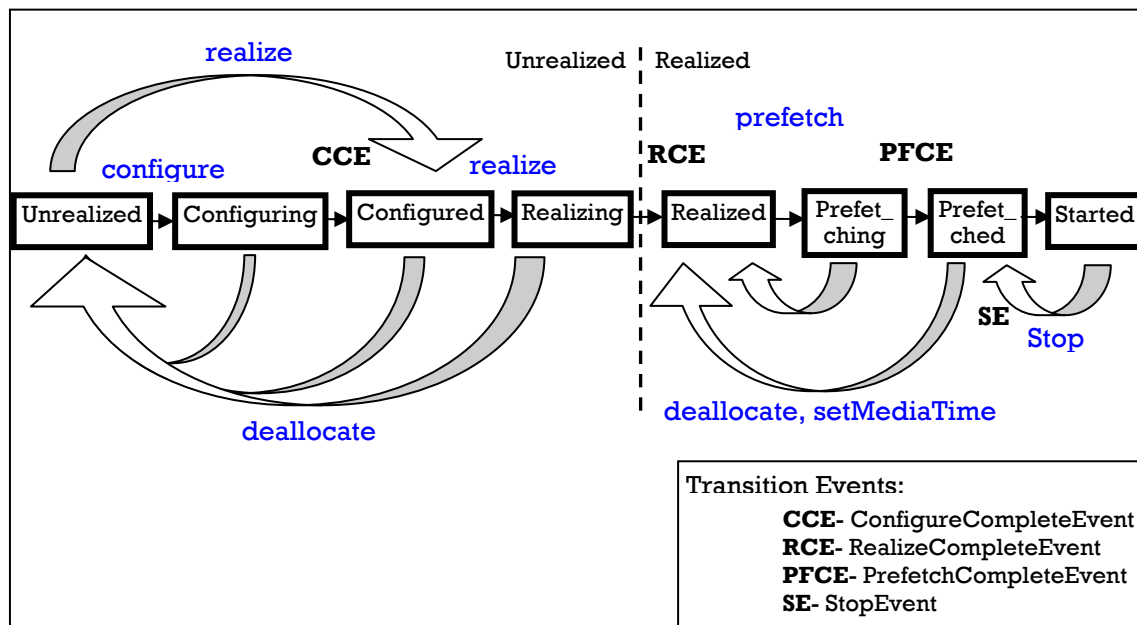 realize
Unrealized Realized
prefetch
configure
CCE
realize
RCE
PFCE
Unrealized
Configuring
Configured
Realizing
Realized
Prefet_
ching
Prefet_
ched
Started
SE
Stop
deallocate
deallocate, setMediaTime
Transition Events:
CCE- ConfigureCompleteEvent
RCE- RealizeCompleteEvent
PFCE- PrefetchCompleteEvent
SE- StopEvent